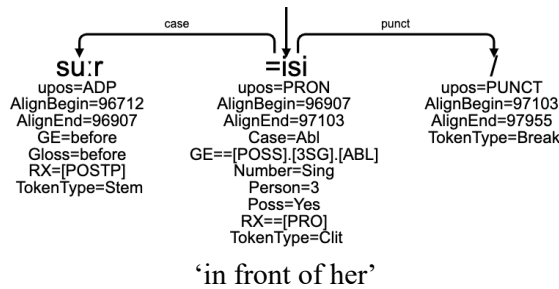 case punct
su:r =isi /
upos=ADP upos=PRON upos=PUNCT
AlignBegin=96712 AlignBegin=96907 AlignBegin=97103
AlignEnd=96907 AlignEnd=97103 AlignEnd=97955
GE=before Case=Abl TokenType=Break
Gloss=before GE==[POSS].[3SG].[ABL]
RX=[POSTP] Number=Sing
TokenType=Stem Person=3
Poss=Yes
RX==[PRO]
TokenType=Clit
‘in front of her’